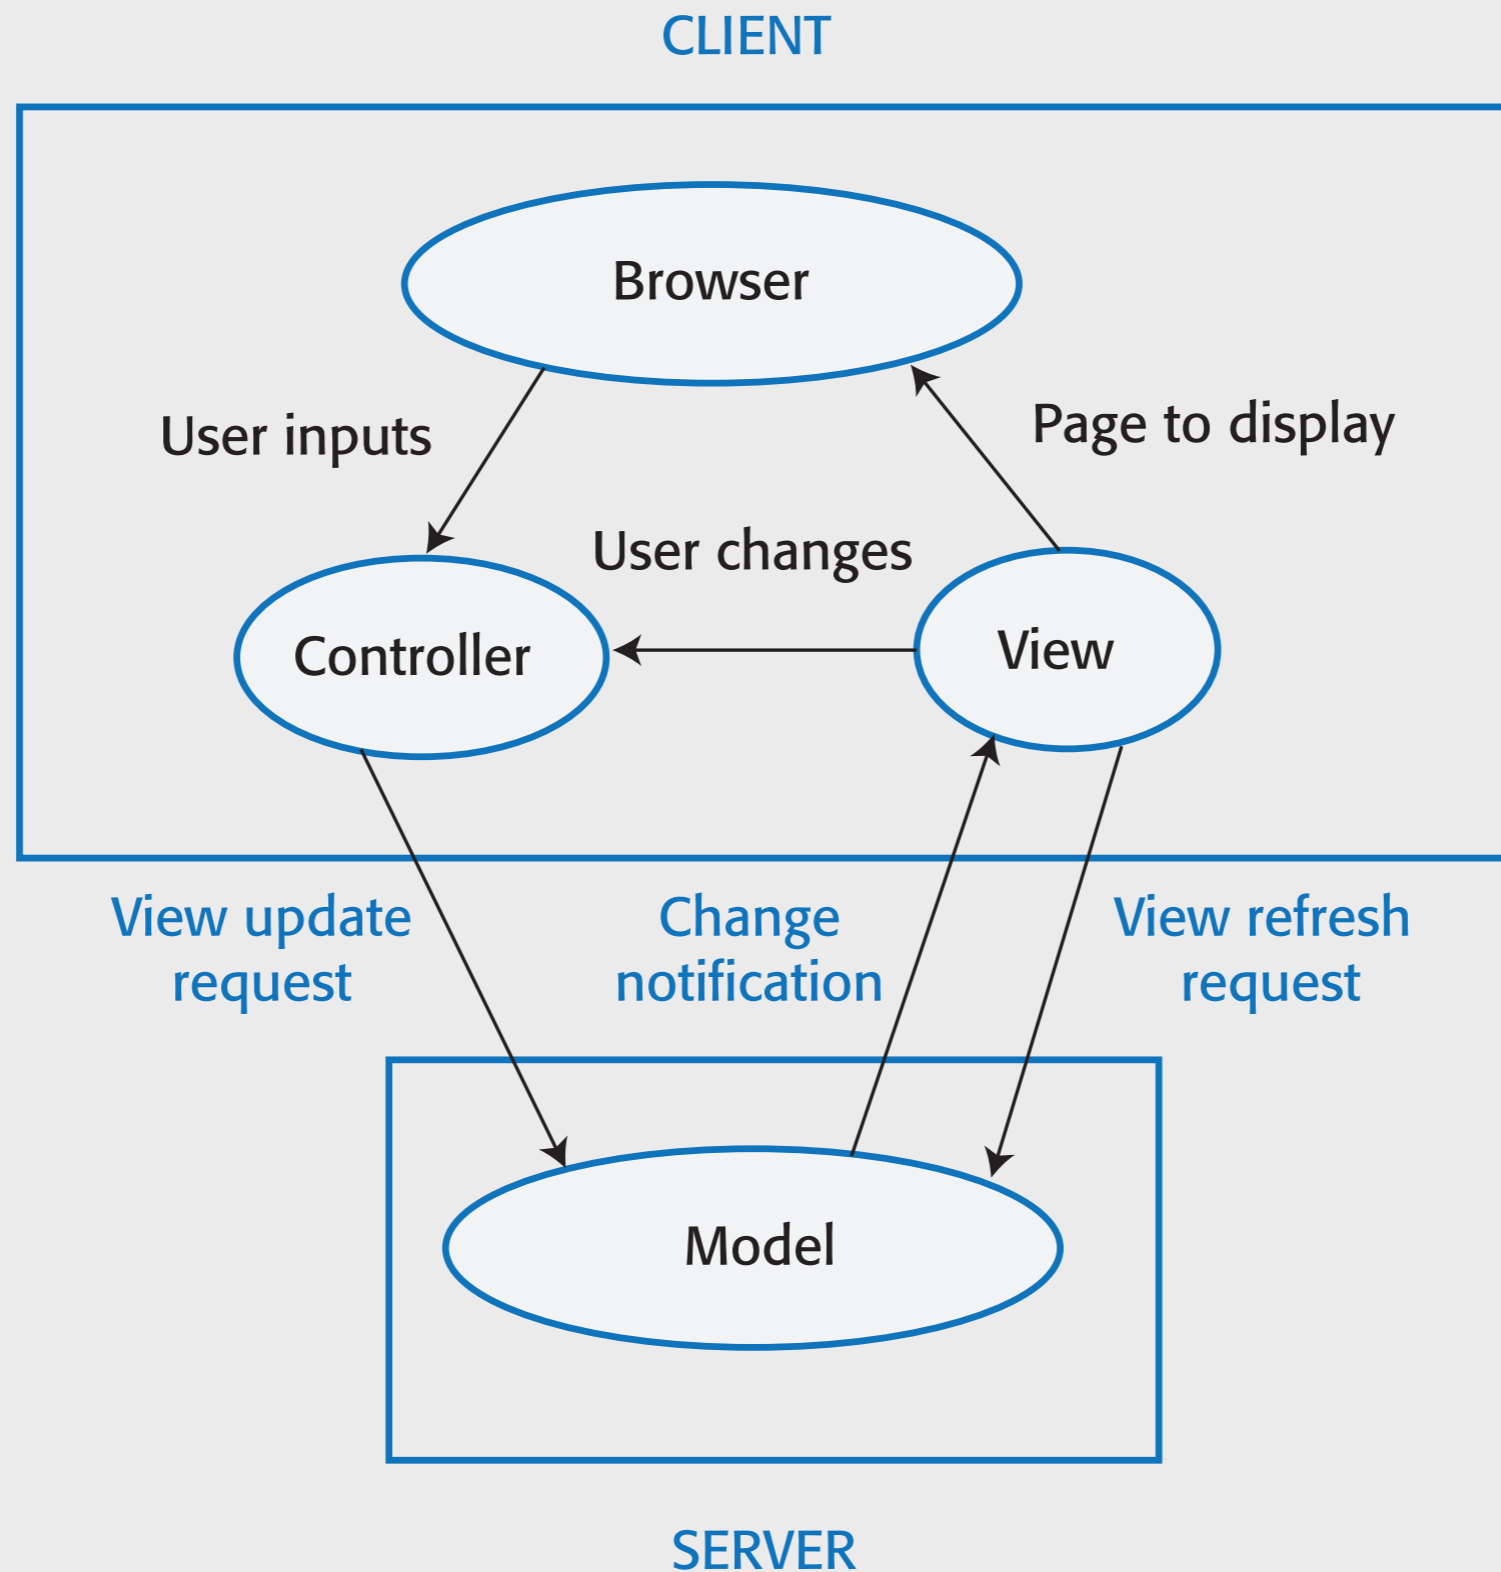 CLIENT
Browser
User inputs
Page to display
User changes
Controller
View
View update
request
Change
notification
View refresh
request
Model
SERVER